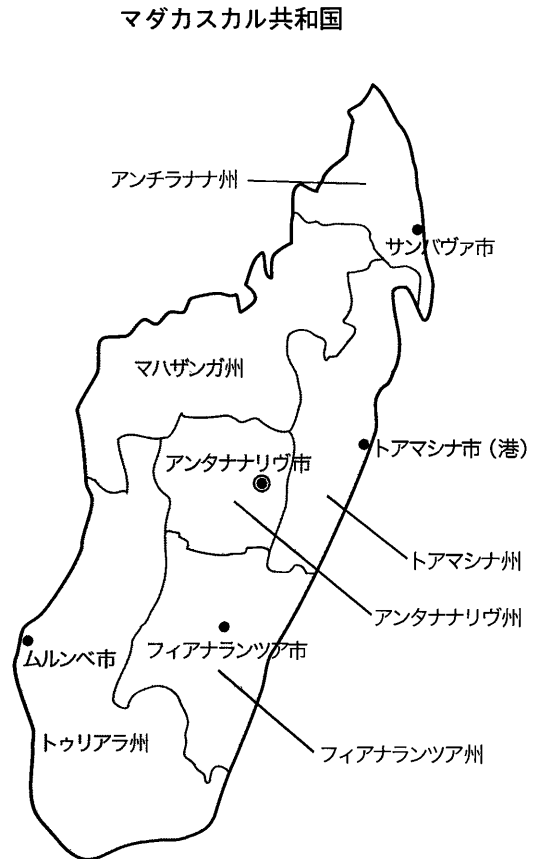 マダカスカル共和国
アンチラナナ州
サンバヴァ市
マハザンガ州
トアマシナ市（港）
アンタナナリヴ市
トアマシナ州
アンタナナリヴ州
ムルンベ市
フィアナランツア市
トゥリアラ州
フィアナランツア州